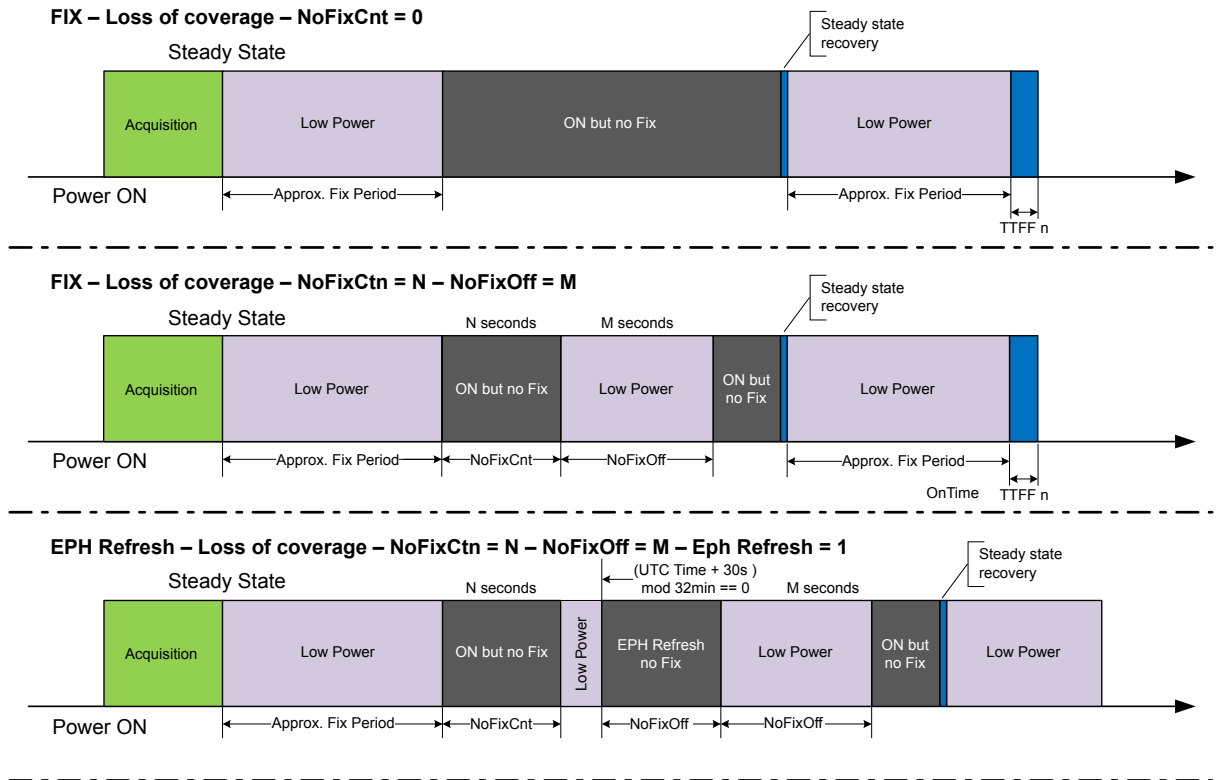 FIX – Loss of coverage – NoFixCnt = 0
Steady state
recovery
Steady State
Acquisition
Low Power
ON but no Fix
Low Power
Power ON
Approx. Fix Period
Approx. Fix Period
TTFF n
FIX – Loss of coverage – NoFixCtn = N – NoFixOff = M
Steady state
recovery
Steady State
N seconds
M seconds
Acquisition
Low Power
ON but no Fix
Low Power
ON but
no Fix
Low Power
Power ON
Approx. Fix Period
NoFixCnt
NoFixOff
Approx. Fix Period
OnTime
TTFF n
EPH Refresh – Loss of coverage – NoFixCtn = N – NoFixOff = M – Eph Refresh = 1
Steady state
recovery
Steady State
N seconds
(UTC Time + 30s )
mod 32min == 0
M seconds
Acquisition
Low Power
ON but no Fix
Low Power
EPH Refresh
no Fix
Low Power
ON but
no Fix
Low Power
Power ON
Approx. Fix Period
NoFixCnt
NoFixOff
NoFixOff